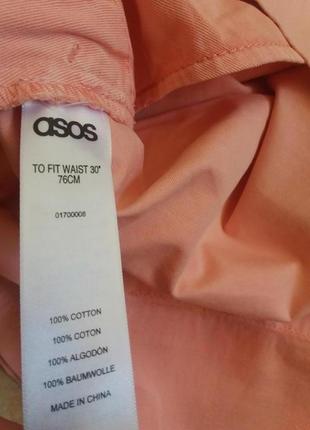 asos
TO FIT WAIST 30"
76CM
01700008
100% COTTON
100% COTON
100% ALGODÓN
100% BAUMWOLLE
MADE IN CHINA